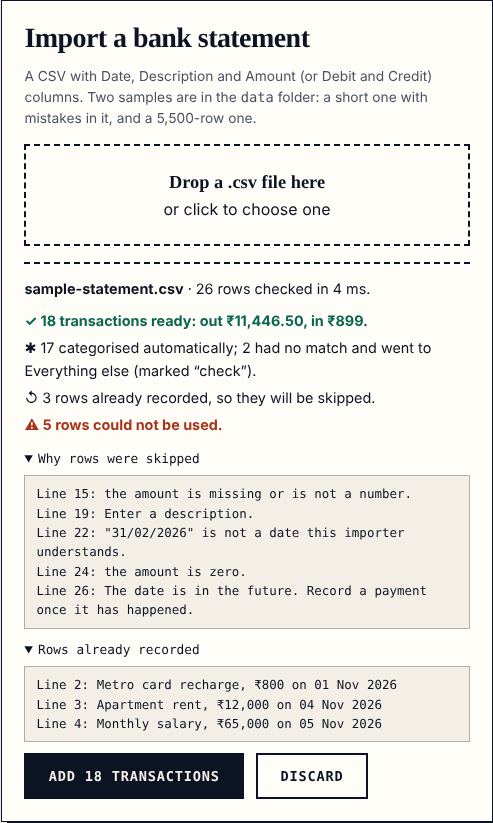 Import a bank statement
A CSV with Date, Description and Amount (or Debit and Credit)
columns. Two samples are in the data folder: a short one with
mistakes in it, and a 5,500-row one.
Drop a .csv file here
or click to choose one
sample-statement.csv · 26 rows checked in 4 ms.
✓ 18 transactions ready: out ₹11,446.50, in ₹899.
✱ 17 categorised automatically; 2 had no match and went to
Everything else (marked “check”).
↺ 3 rows already recorded, so they will be skipped.
⚠ 5 rows could not be used.
▼ Why rows were skipped
Line 15: the amount is missing or is not a number.
Line 19: Enter a description.
Line 22: "31/02/2026" is not a date this importer
understands.
Line 24: the amount is zero.
Line 26: The date is in the future. Record a payment
once it has happened.
▼ Rows already recorded
Line 2: Metro card recharge, ₹800 on 01 Nov 2026
Line 3: Apartment rent, ₹12,000 on 04 Nov 2026
Line 4: Monthly salary, ₹65,000 on 05 Nov 2026
ADD 18 TRANSACTIONS DISCARD